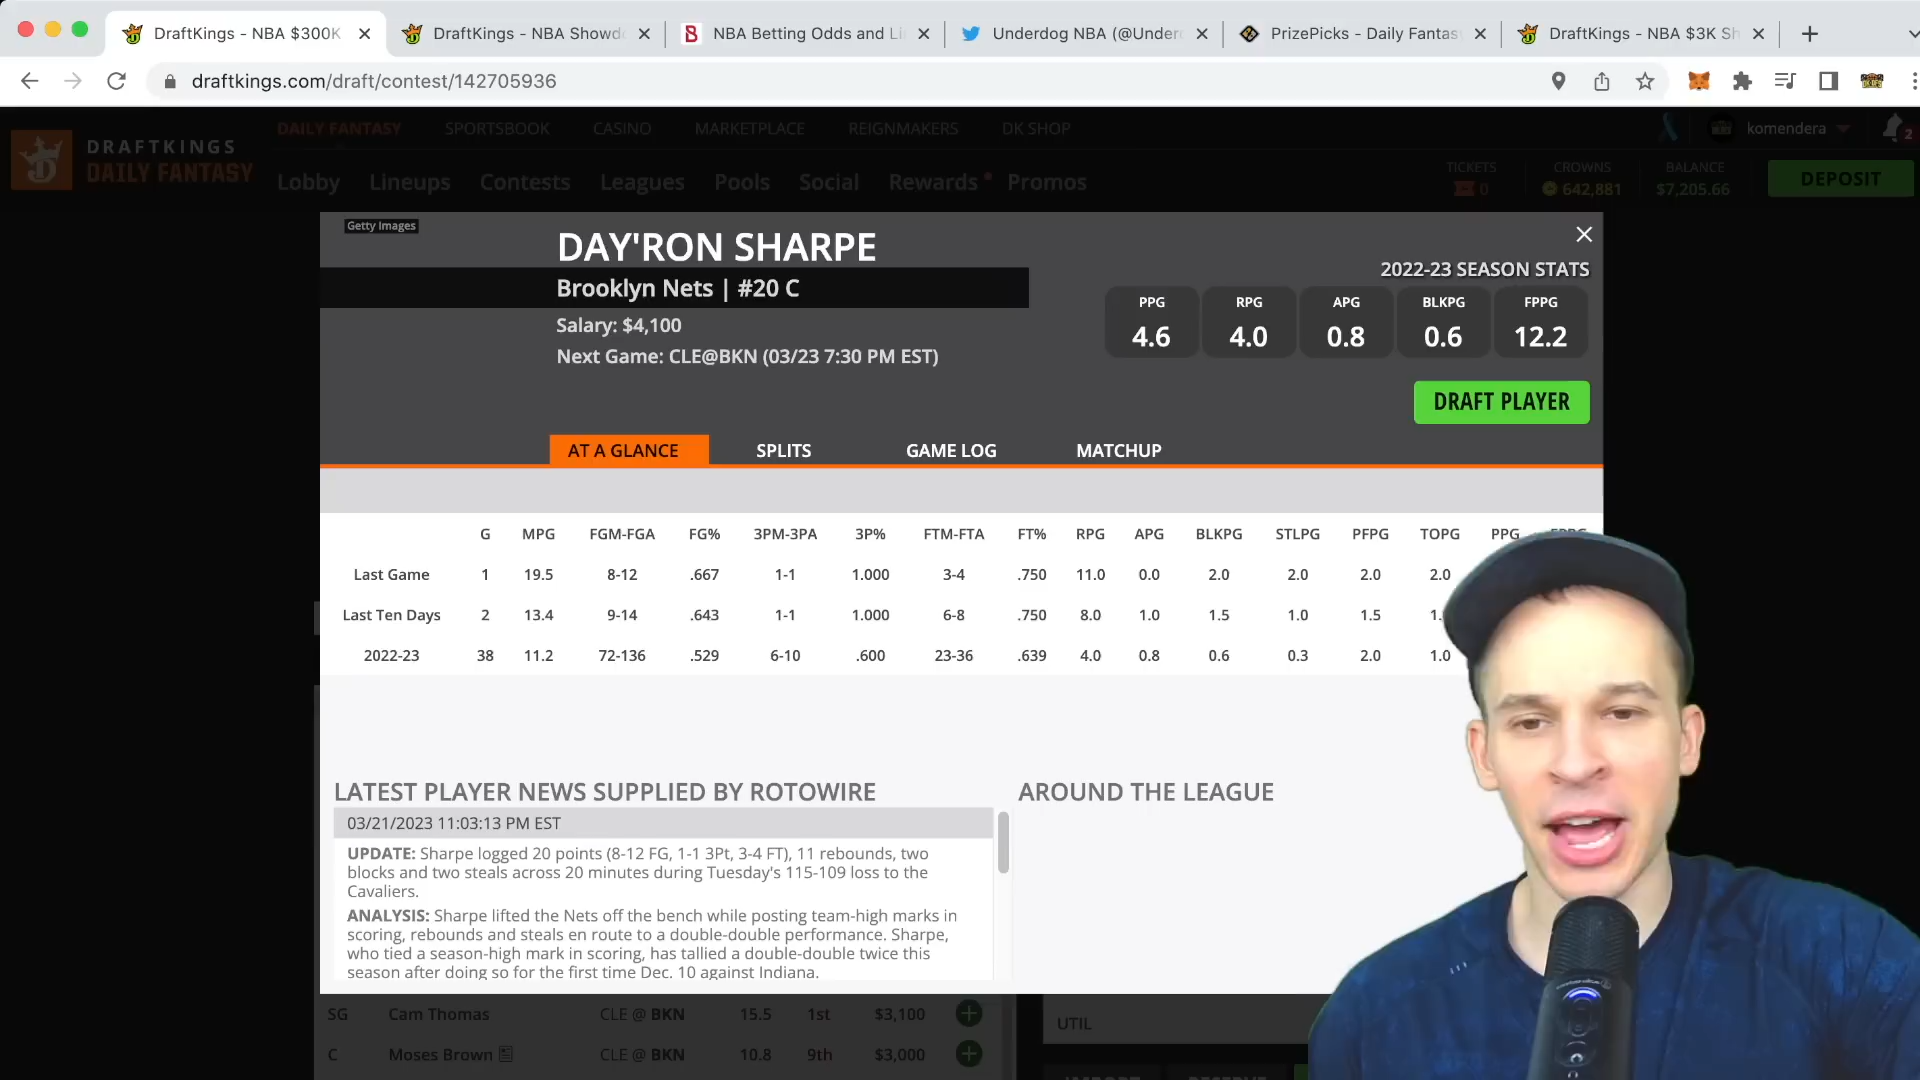 DraftKings - NBA $300K
DraftKings - NBA Showd
NBA Betting Odds and Li
Underdog NBA (@Under
PrizePicks - Daily Fantas
DraftKings - NBA $3K Sh
draftkings.com/draft/contest/142705936
DAILY FANTASY SPORTSBOOK CASINO MARKETPLACE REIGNMAKERS DK SHOP
komendera
2
DRAFTKINGS
DAILY FANTASY
Lobby Lineups Contests Leagues Pools Social Rewards Promos
TICKETS CROWNS BALANCE
0 642,881 $7,205.66
DEPOSIT
Getty Images
DAY'RON SHARPE
Brooklyn Nets | #20 C
Salary: $4,100
Next Game: CLE@BKN (03/23 7:30 PM EST)
2022-23 SEASON STATS
PPG RPG APG BLKPG FPPG
4.6 4.0 0.8 0.6 12.2
DRAFT PLAYER
AT A GLANCE SPLITS GAME LOG MATCHUP
G MPG FGM-FGA FG% 3PM-3PA 3P% FTM-FTA FT% RPG APG BLKPG STLPG PFPG TOPG PPG FPPG
Last Game 1 19.5 8-12 .667 1-1 1.000 3-4 .750 11.0 0.0 2.0 2.0 2.0 2.0
Last Ten Days 2 13.4 9-14 .643 1-1 1.000 6-8 .750 8.0 1.0 1.5 1.0 1.5 1.
2022-23 38 11.2 72-136 .529 6-10 .600 23-36 .639 4.0 0.8 0.6 0.3 2.0 1.0
LATEST PLAYER NEWS SUPPLIED BY ROTOWIRE
AROUND THE LEAGUE
03/21/2023 11:03:13 PM EST
UPDATE: Sharpe logged 20 points (8-12 FG, 1-1 3Pt, 3-4 FT), 11 rebounds, two
blocks and two steals across 20 minutes during Tuesday's 115-109 loss to the
Cavaliers.
ANALYSIS: Sharpe lifted the Nets off the bench while posting team-high marks in
scoring, rebounds and steals en route to a double-double performance. Sharpe,
who tied a season-high mark in scoring, has tallied a double-double twice this
season after doing so for the first time Dec. 10 against Indiana.
SG Cam Thomas CLE @ BKN 15.5 1st $3,100
UTIL
C Moses Brown CLE @ BKN 10.8 9th $3,000